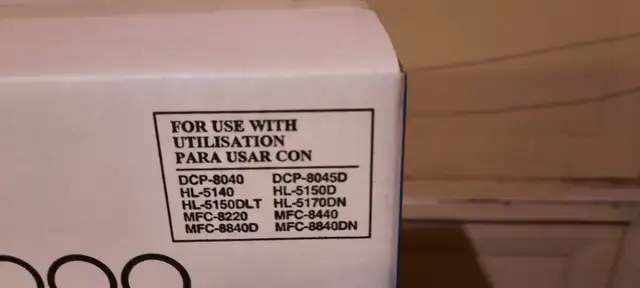 FOR USE WITH
UTILISATION
PARA USAR CON
DCP-8040 DCP-8045D
HL-5140 HL-5150D
HL-5150DLT HL-5170DN
MFC-8220 MFC-8440
MFC-8840D MFC-8840DN